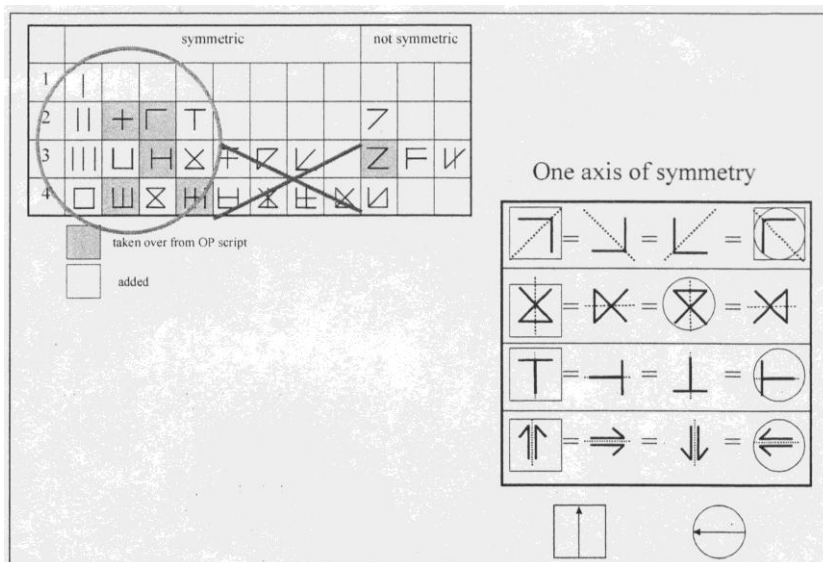 symmetric not symmetric
1
2
3
4
taken over from OP script
added
One axis of symmetry
= = =
= = =
= = =
= = =